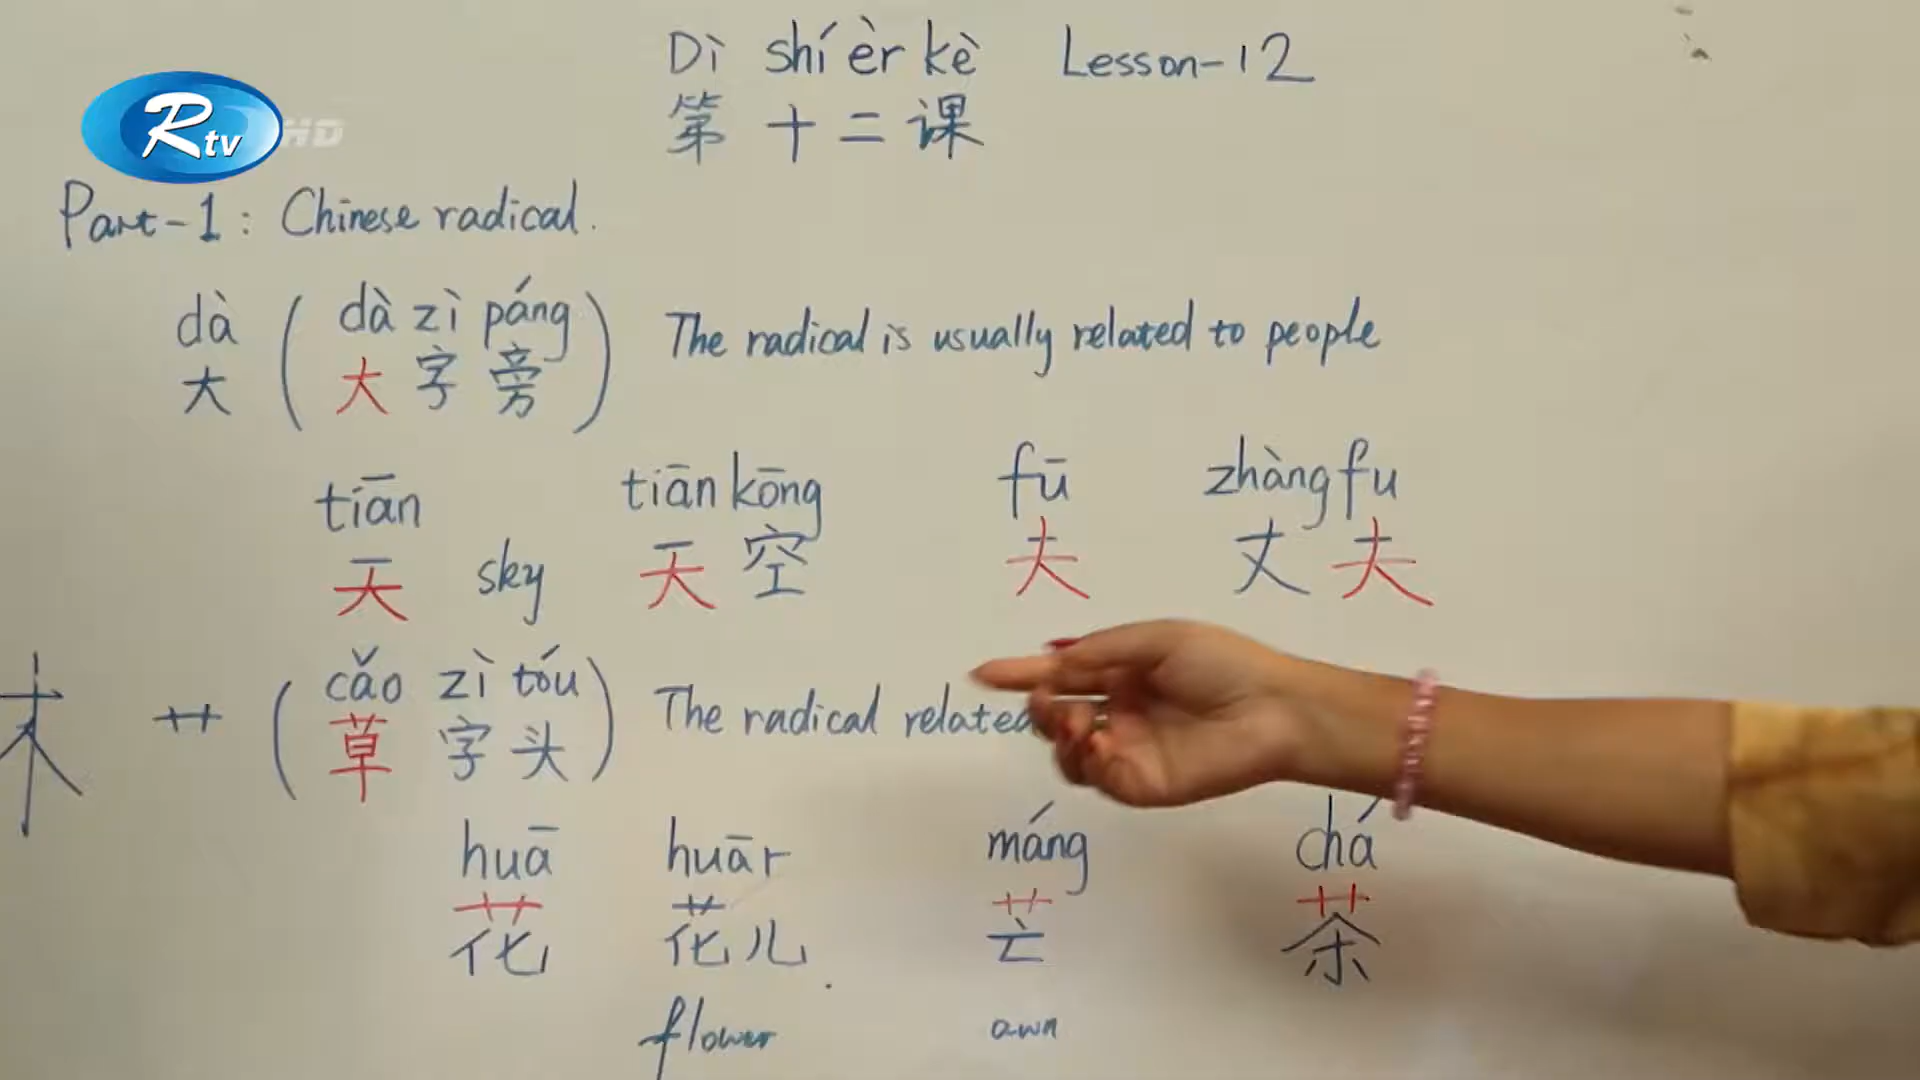 Dì shí èr kè Lesson-12
第十二课
Rtv HD
Part-1: Chinese radical.
dà (dà zì páng) The radical is usually related to people
大 (大字旁)
tiān tiān kōng fū zhàng fu
天 sky 天空 夫 丈夫
cǎo zì tóu
木 艹 (草字头) The radical related
huā huār máng chá
花 花儿 芒 茶
flower awn